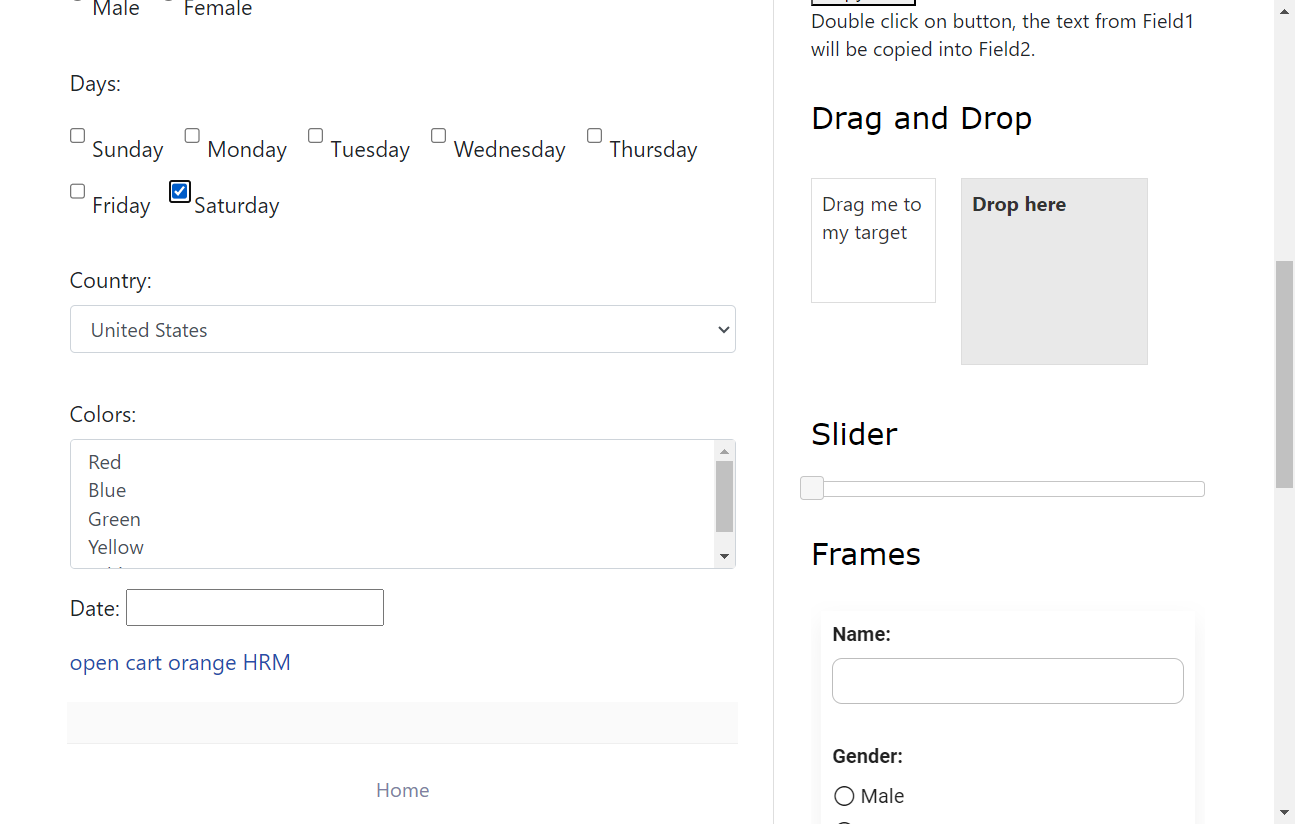 Male Female
Days:
Sunday Monday Tuesday Wednesday Thursday
Friday Saturday
Country:
United States
Colors:
Red
Blue
Green
Yellow
Date:
open cart orange HRM
Home
Double click on button, the text from Field1
will be copied into Field2.
Drag and Drop
Drag me to
my target
Drop here
Slider
Frames
Name:
Gender:
Male